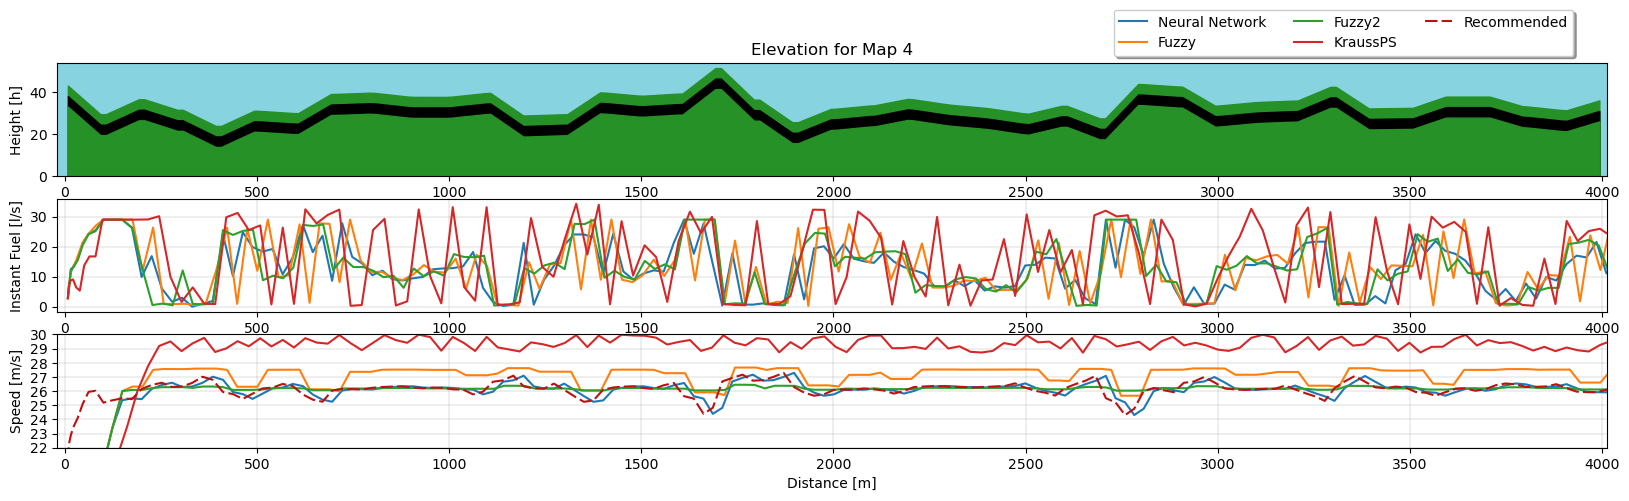 Neural Network
Fuzzy
Fuzzy2
KraussPS
Recommended
Elevation for Map 4
Height [h]
40
20
0
0 500 1000 1500 2000 2500 3000 3500 4000
Instant Fuel [l/s]
30
20
10
0
0 500 1000 1500 2000 2500 3000 3500 4000
Speed [m/s]
30
29
28
27
26
25
24
23
22
0 500 1000 1500 2000 2500 3000 3500 4000
Distance [m]